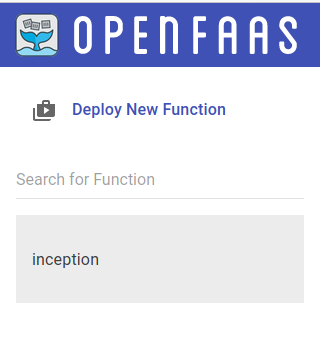 OPENFAAS
Deploy New Function
Search for Function
inception